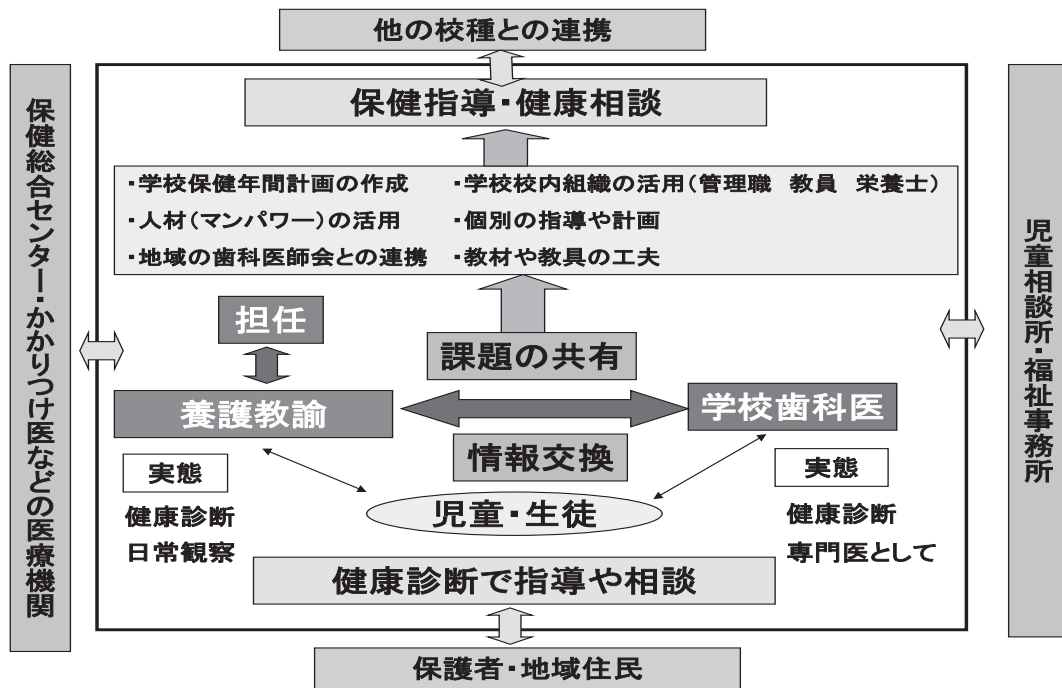 他の校種との連携
保健総合センター・かかりつけ医などの医療機関
保健指導・健康相談
・学校保健年間計画の作成
・学校校内組織の活用(管理職 教員 栄養士)
・人材(マンパワー)の活用
・個別の指導や計画
・地域の歯科医師会との連携
・教材や教具の工夫
児童相談所・福祉事務所
担任
課題の共有
養護教諭
学校歯科医
情報交換
実態
健康診断
日常観察
児童・生徒
実態
健康診断
専門医として
健康診断で指導や相談
保護者・地域住民